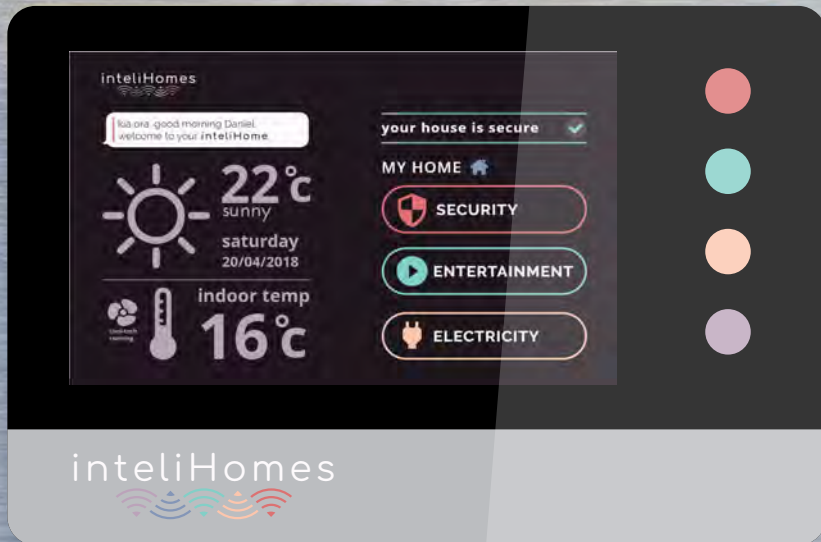 inteliHomes
kia ora ,good morning Daniel.
welcome to your inteliHome
22°c
sunny
saturday
20/04/2018
indoor temp
16°c
your house is secure
MY HOME
SECURITY
ENTERTAINMENT
ELECTRICITY
inteliHomes